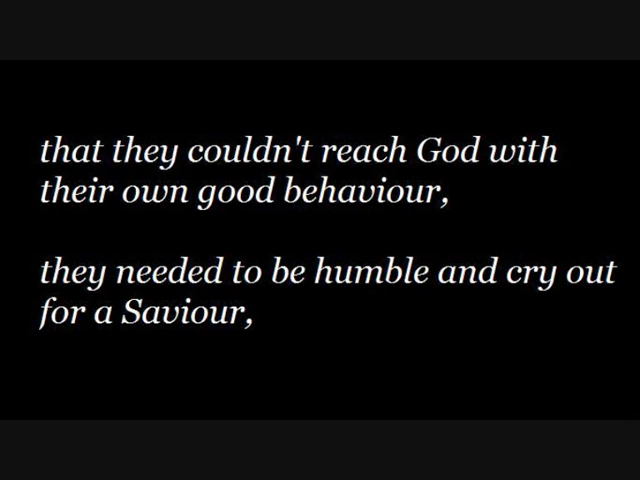 that they couldn't reach God with
their own good behaviour,
they needed to be humble and cry out
for a Saviour,